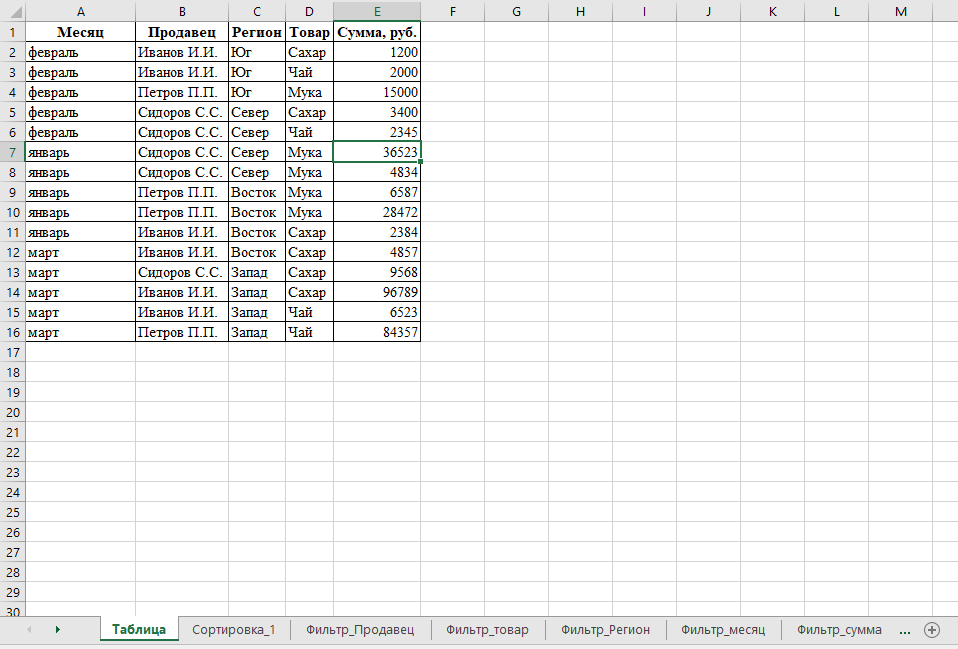 A B C D E F G H I J K L M
1 Месяц Продавец Регион Товар Сумма, руб.
2 февраль Иванов И.И. Юг Сахар 1200
3 февраль Иванов И.И. Юг Чай 2000
4 февраль Петров П.П. Юг Мука 15000
5 февраль Сидоров С.С. Север Сахар 3400
6 февраль Сидоров С.С. Север Чай 2345
7 январь Сидоров С.С. Север Мука 36523
8 январь Сидоров С.С. Север Мука 4834
9 январь Петров П.П. Восток Мука 6587
10 январь Петров П.П. Восток Мука 28472
11 январь Иванов И.И. Восток Сахар 2384
12 март Иванов И.И. Восток Сахар 4857
13 март Сидоров С.С. Запад Сахар 9568
14 март Иванов И.И. Запад Сахар 96789
15 март Иванов И.И. Запад Чай 6523
16 март Петров П.П. Запад Чай 84357
17
18
19
20
21
22
23
24
25
26
27
28
29
30
Таблица Сортировка_1 Фильтр_Продавец Фильтр_товар Фильтр_Регион Фильтр_месяц Фильтр_сумма ...